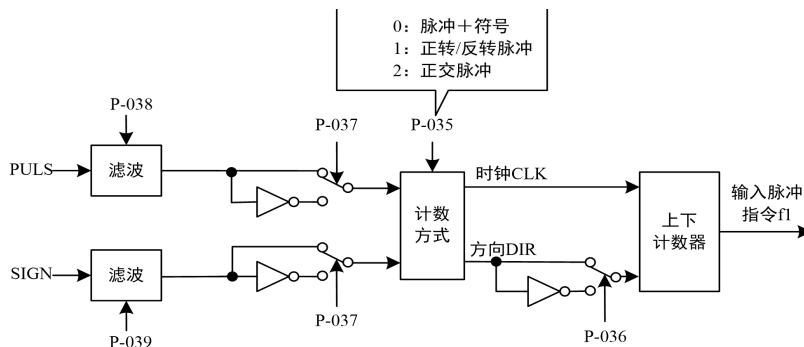 0：脉冲＋符号
1：正转/反转脉冲
2：正交脉冲
P-038
P-037
P-035
PULS
滤波
时钟CLK
计数
方式
上下
计数器
输入脉冲
指令f1
SIGN
滤波
方向DIR
P-037
P-036
P-039